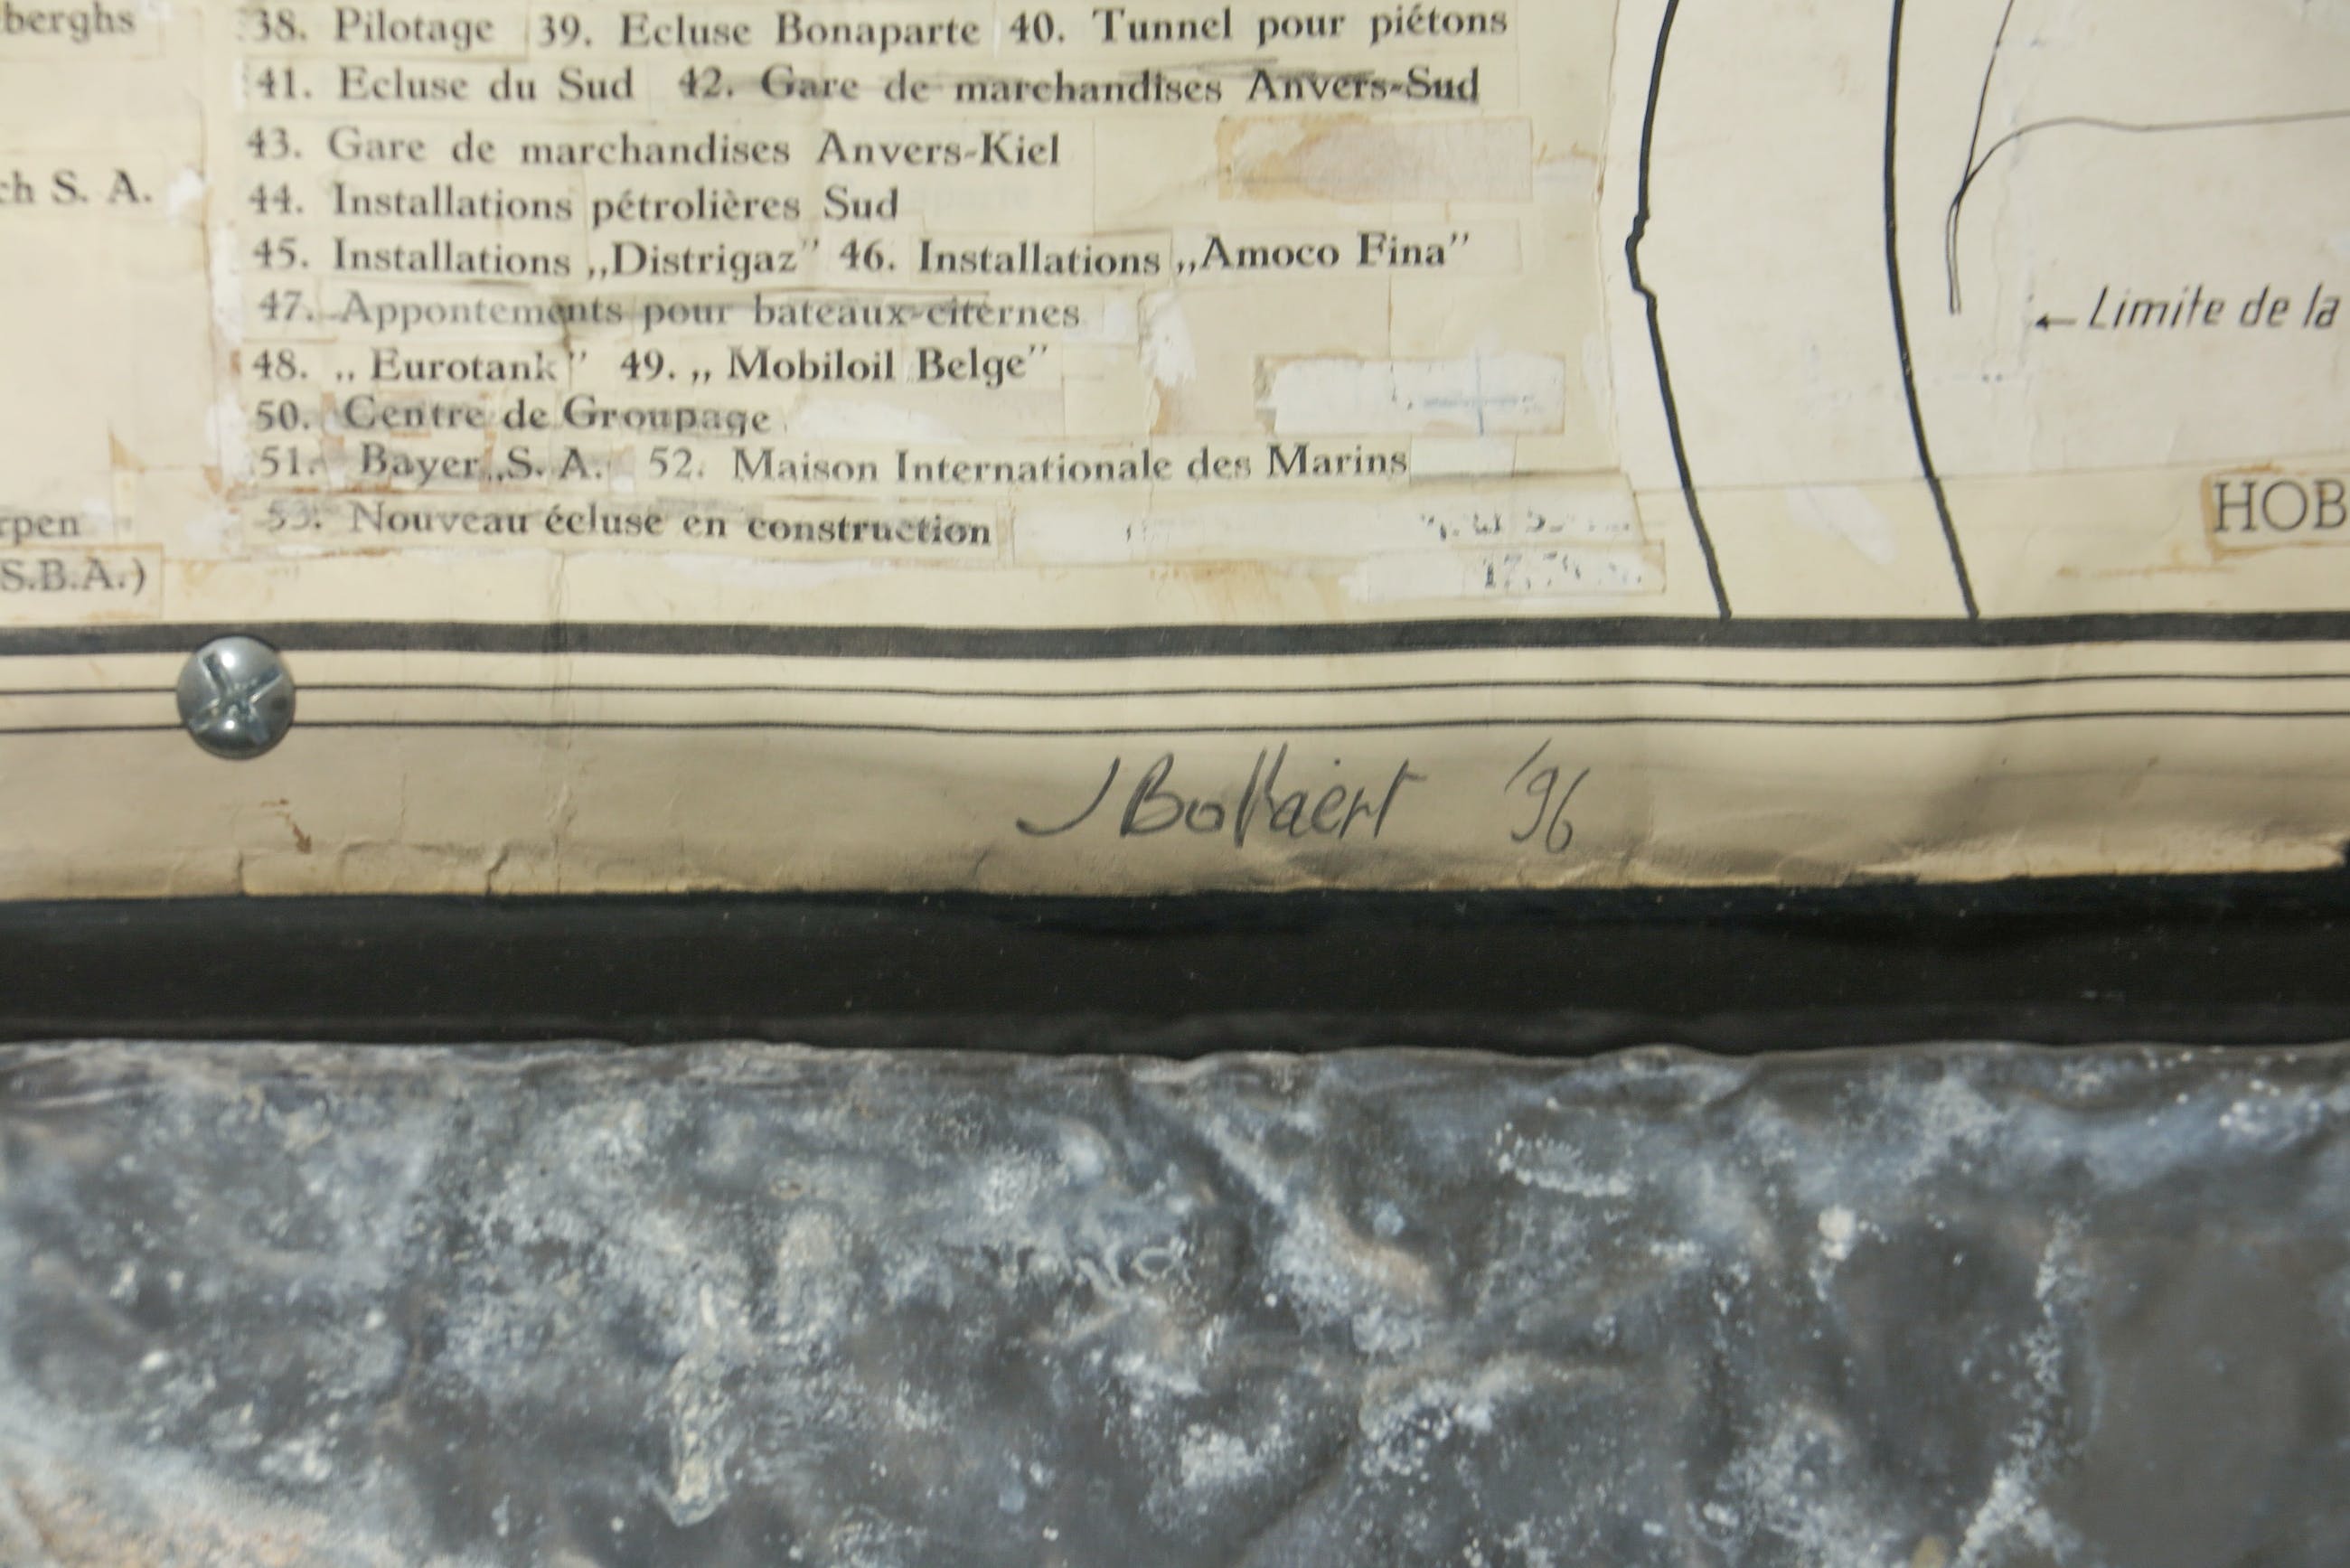 berghs
ch S. A.
rpen
S.B.A.)
38. Pilotage 39. Ecluse Bonaparte 40. Tunnel pour piétons
41. Ecluse du Sud 42. Gare de marchandises Anvers-Sud
43. Gare de marchandises Anvers-Kiel
44. Installations pétrolières Sud
45. Installations „Distrigaz” 46. Installations „Amoco Fina”
47. Appontements pour bateaux-citernes
48. „ Eurotank” 49. „ Mobiloil Belge”
50. Centre de Groupage
51. Bayer S. A. 52. Maison Internationale des Marins
53. Nouveau écluse en construction
← Limite de la
HOB
J Bollaert '96